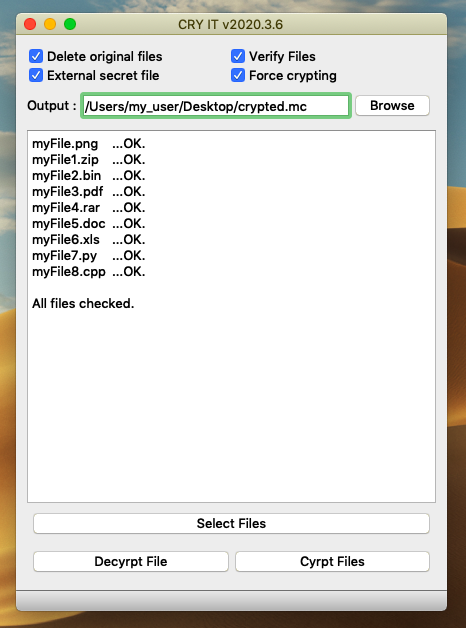 CRY IT v2020.3.6
Delete original files
Verify Files
External secret file
Force crypting
Output : /Users/my_user/Desktop/crypted.mc Browse
myFile.png ...OK.
myFile1.zip ...OK.
myFile2.bin ...OK.
myFile3.pdf ...OK.
myFile4.rar ...OK.
myFile5.doc ...OK.
myFile6.xls ...OK.
myFile7.py ...OK.
myFile8.cpp ...OK.
All files checked.
Select Files
Decyrpt File
Cyrpt Files